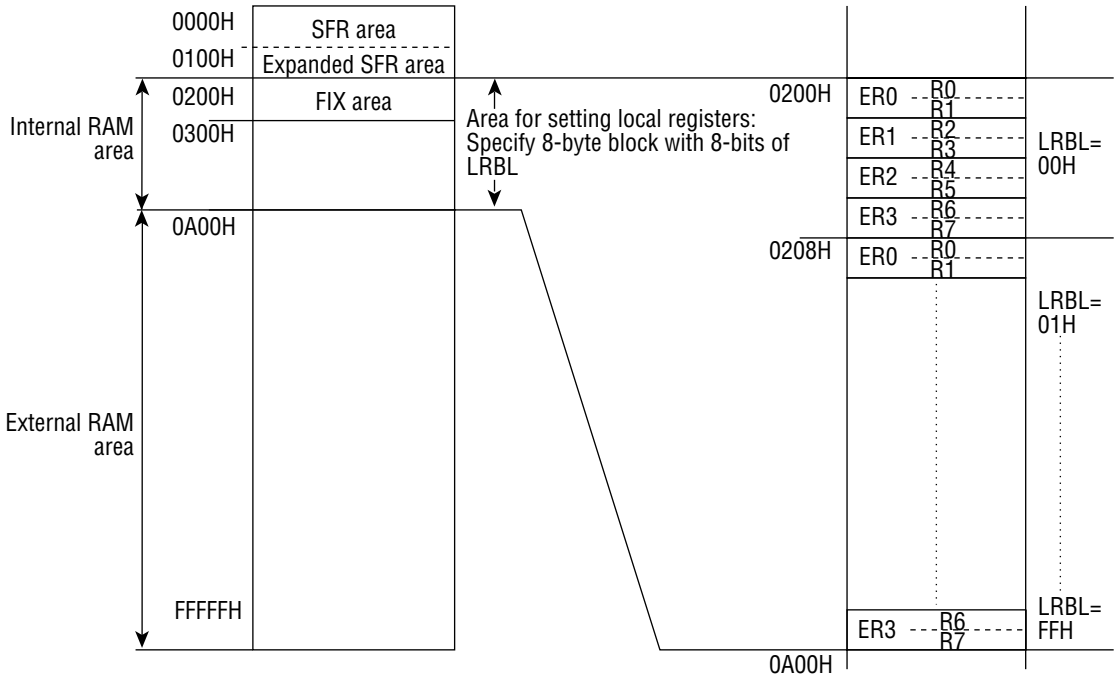 0000H
SFR area
0100H
Expanded SFR area
0200H
FIX area
0300H
Internal RAM
area
Area for setting local registers:
Specify 8-byte block with 8-bits of
LRBL
0A00H
External RAM
area
FFFFFH
0200H
ER0
R0
R1
ER1
R2
R3
ER2
R4
R5
ER3
R6
R7
LRBL=
00H
0208H
ER0
R0
R1
LRBL=
01H
ER3
R6
R7
LRBL=
FFH
0A00H